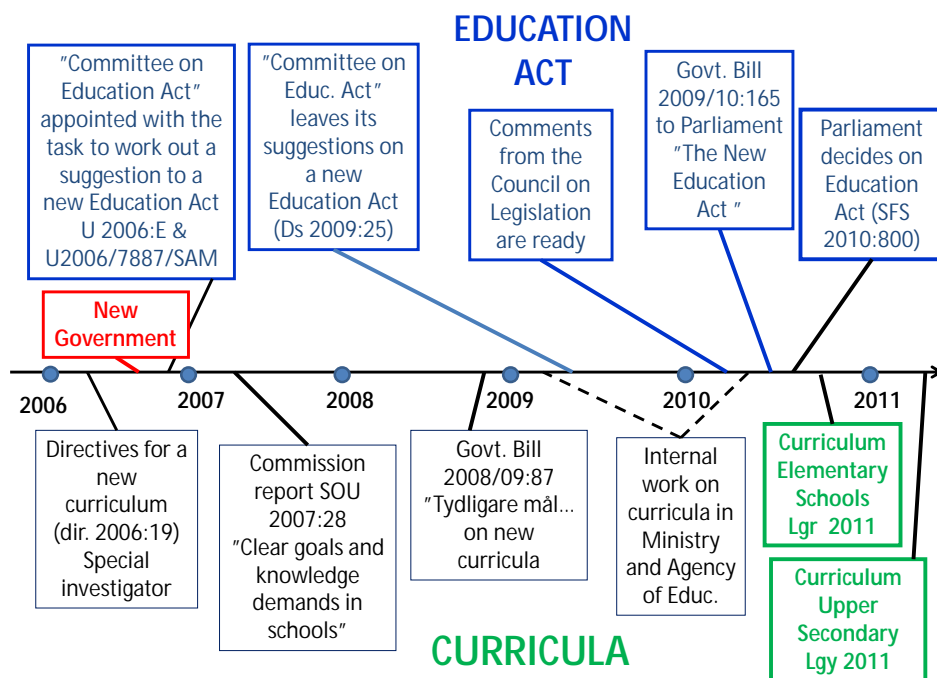 EDUCATION
ACT
"Committee on
Education Act"
appointed with the
task to work out a
suggestion to a
new Education Act
U 2006:E &
U2006/7887/SAM
"Committee on
Educ. Act"
leaves its
suggestions on
a new
Education Act
(Ds 2009:25)
Comments
from the
Council on
Legislation
are ready
Govt. Bill
2009/10:165
to Parliament
"The New
Education
Act "
Parliament
decides on
Education
Act (SFS
2010:800)
New
Government
2006
2007
2008
2009
2010
2011
Directives for a
new
curriculum
(dir. 2006:19)
Special
investigator
Commission
report SOU
2007:28
"Clear goals and
knowledge
demands in
schools"
Govt. Bill
2008/09:87
"Tydligare mål...
on new
curricula
Internal
work on
curricula in
Ministry
and Agency
of Educ.
Curriculum
Elementary
Schools
Lgr 2011
Curriculum
Upper
Secondary
Lgy 2011
CURRICULA